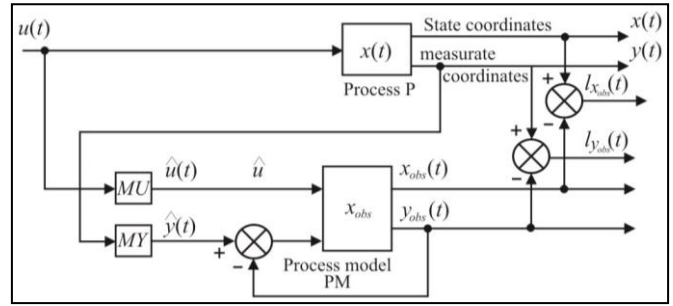 u(t)
State coordinates
x(t)
x(t)
measurate
y(t)
coordinates
Process P
+
l_{x_{obs}}(t)
−
+
l_{y_{obs}}(t)
−
MU
û(t)
û
x_{obs}(t)
x_{obs}
MY
ŷ(t)
y_{obs}(t)
+
−
Process model
PM